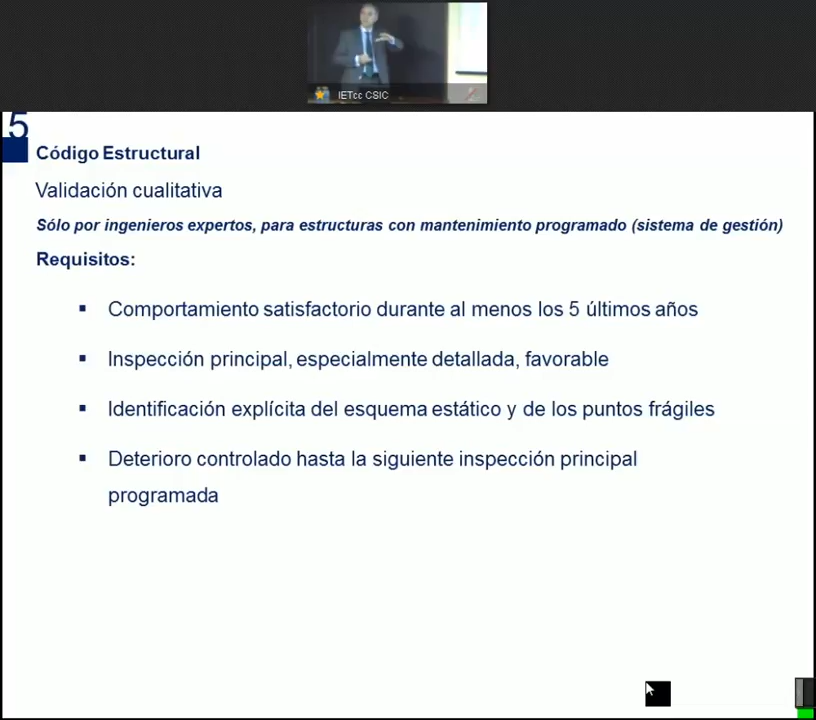 IETcc CSIC
5
Código Estructural
Validación cualitativa
Sólo por ingenieros expertos, para estructuras con mantenimiento programado (sistema de gestión)
Requisitos:
▪ Comportamiento satisfactorio durante al menos los 5 últimos años
▪ Inspección principal, especialmente detallada, favorable
▪ Identificación explícita del esquema estático y de los puntos frágiles
▪ Deterioro controlado hasta la siguiente inspección principal
programada